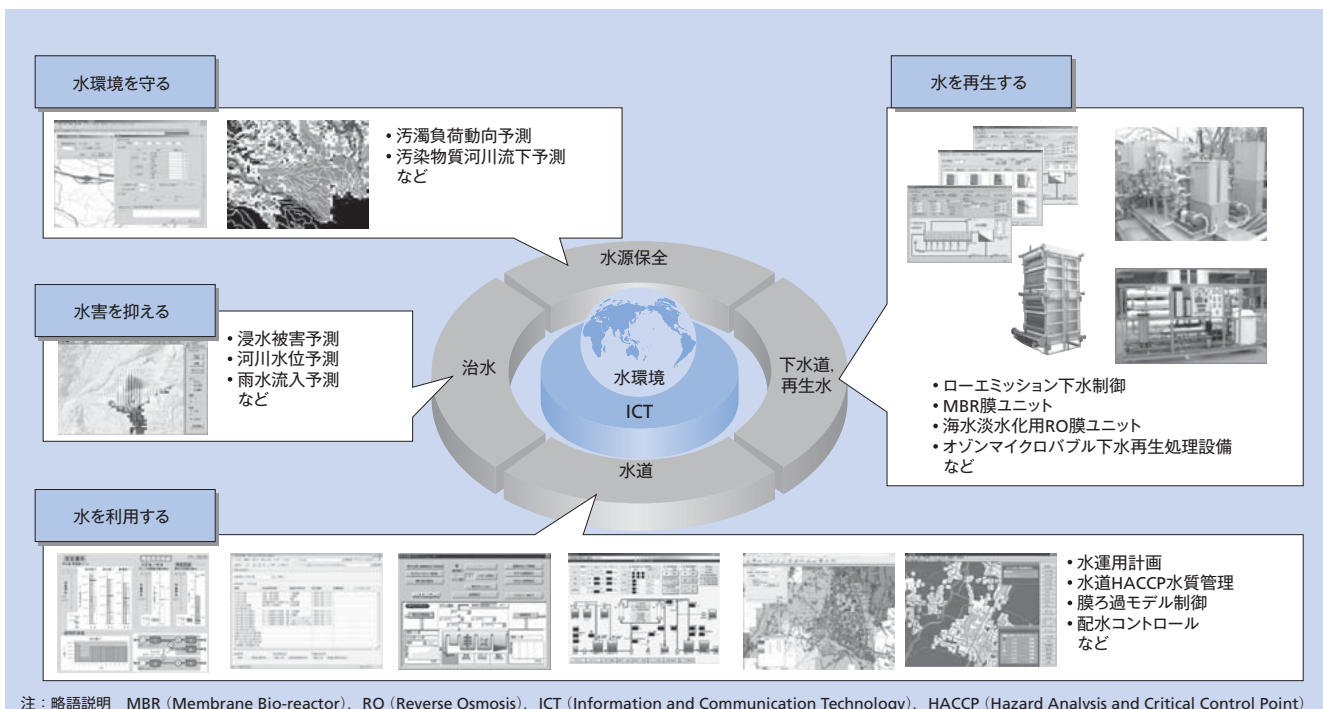 水環境を守る
• 汚濁負荷動向予測
• 汚染物質河川流下予測
など
水を再生する
• ローエミッション下水制御
• MBR膜ユニット
• 海水淡水化用RO膜ユニット
• オゾンマイクロバブル下水再生処理設備
など
水害を抑える
• 浸水被害予測
• 河川水位予測
• 雨水流入予測
など
水源保全
治水
下水道,
再生水
水環境
ICT
水道
水を利用する
• 水運用計画
• 水道HACCP水質管理
• 膜ろ過モデル制御
• 配水コントロール
など
注：略語説明　MBR（Membrane Bio-reactor）, RO（Reverse Osmosis）, ICT（Information and Communication Technology）, HACCP（Hazard Analysis and Critical Control Point）